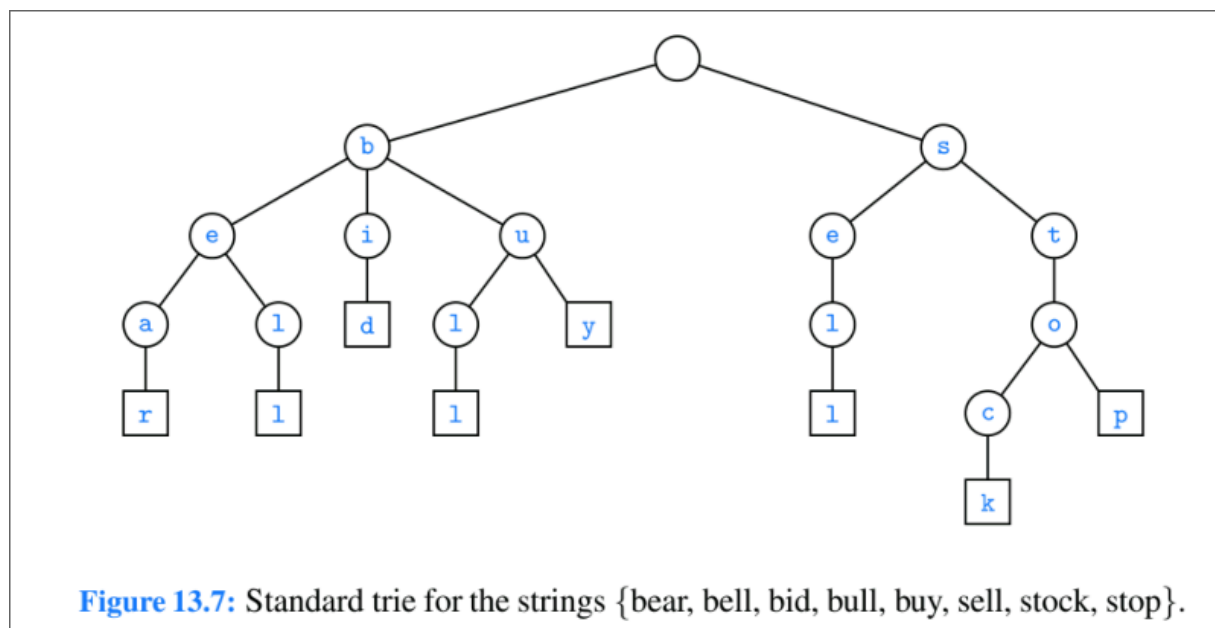 b s
e i u e t
a l d l y l o
r l l l c p
k
Figure 13.7: Standard trie for the strings {bear, bell, bid, bull, buy, sell, stock, stop}.